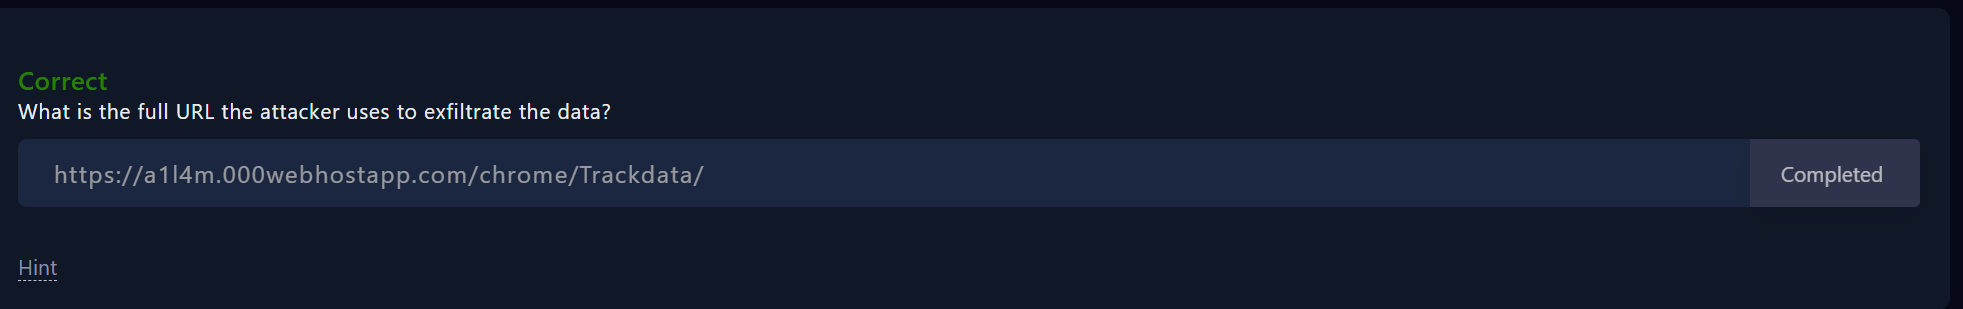 Correct
What is the full URL the attacker uses to exfiltrate the data?
https://a1l4m.000webhostapp.com/chrome/Trackdata/
Completed
Hint